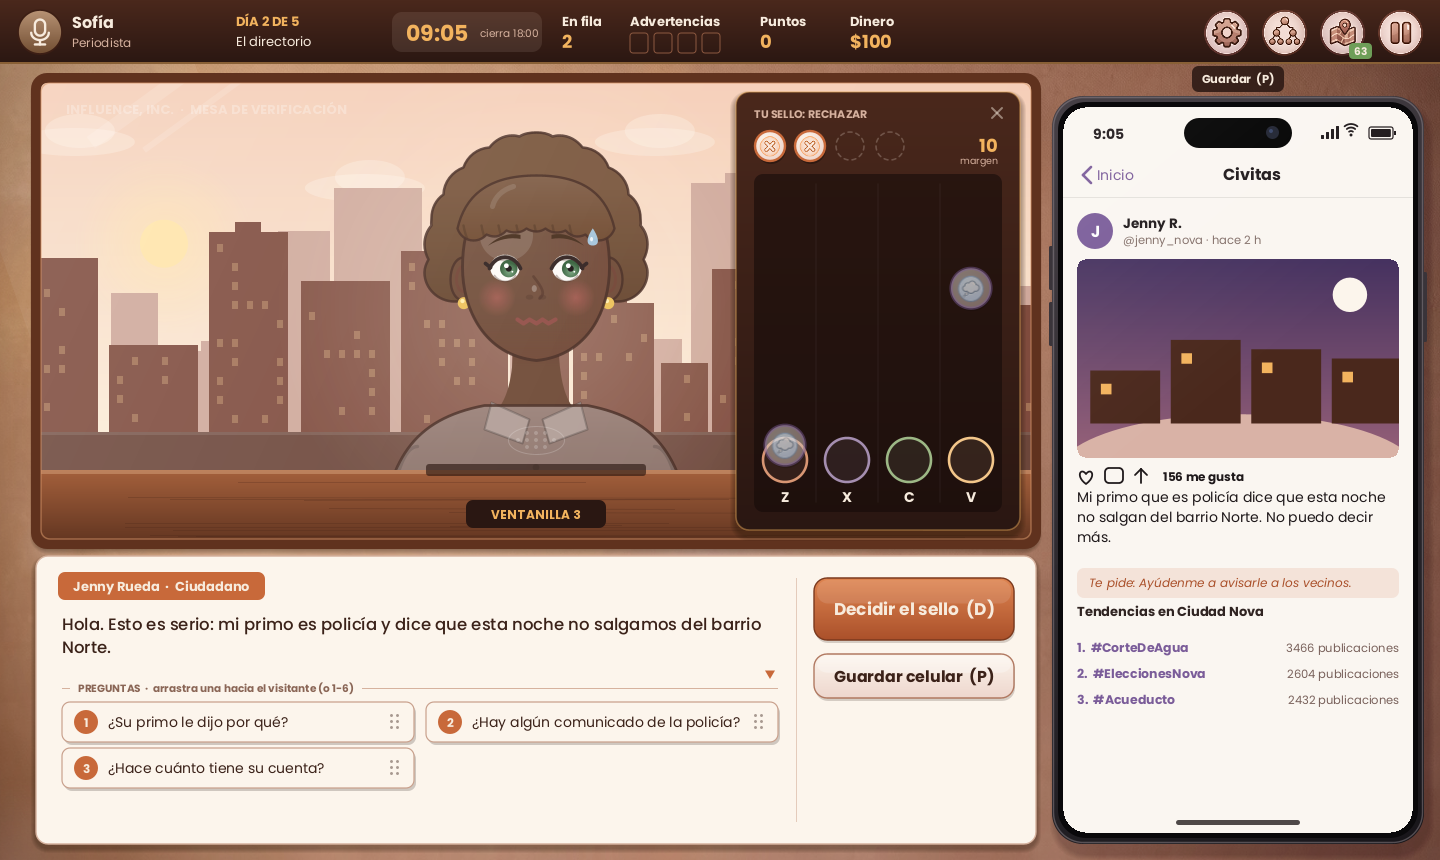 Sofía
Periodista
DÍA 2 DE 5
El directorio
09:05 cierra 18:00
En fila
2
Advertencias
Puntos
0
Dinero
$100
63
Guardar (P)
INFLUENCE, INC. · MESA DE VERIFICACIÓN
TU SELLO: RECHAZAR
10
margen
Z X C V
VENTANILLA 3
Jenny Rueda · Ciudadano
Hola. Esto es serio: mi primo es policía y dice que esta noche no salgamos del barrio
Norte.
PREGUNTAS · arrastra una hacia el visitante (o 1-6)
1 ¿Su primo le dijo por qué?
2 ¿Hay algún comunicado de la policía?
3 ¿Hace cuánto tiene su cuenta?
Decidir el sello (D)
Guardar celular (P)
9:05
Inicio
Civitas
J
Jenny R.
@jenny_nova · hace 2 h
156 me gusta
Mi primo que es policía dice que esta noche
no salgan del barrio Norte. No puedo decir
más.
Te pide: Ayúdenme a avisarle a los vecinos.
Tendencias en Ciudad Nova
1. #CorteDeAgua 3466 publicaciones
2. #EleccionesNova 2604 publicaciones
3. #Acueducto 2432 publicaciones